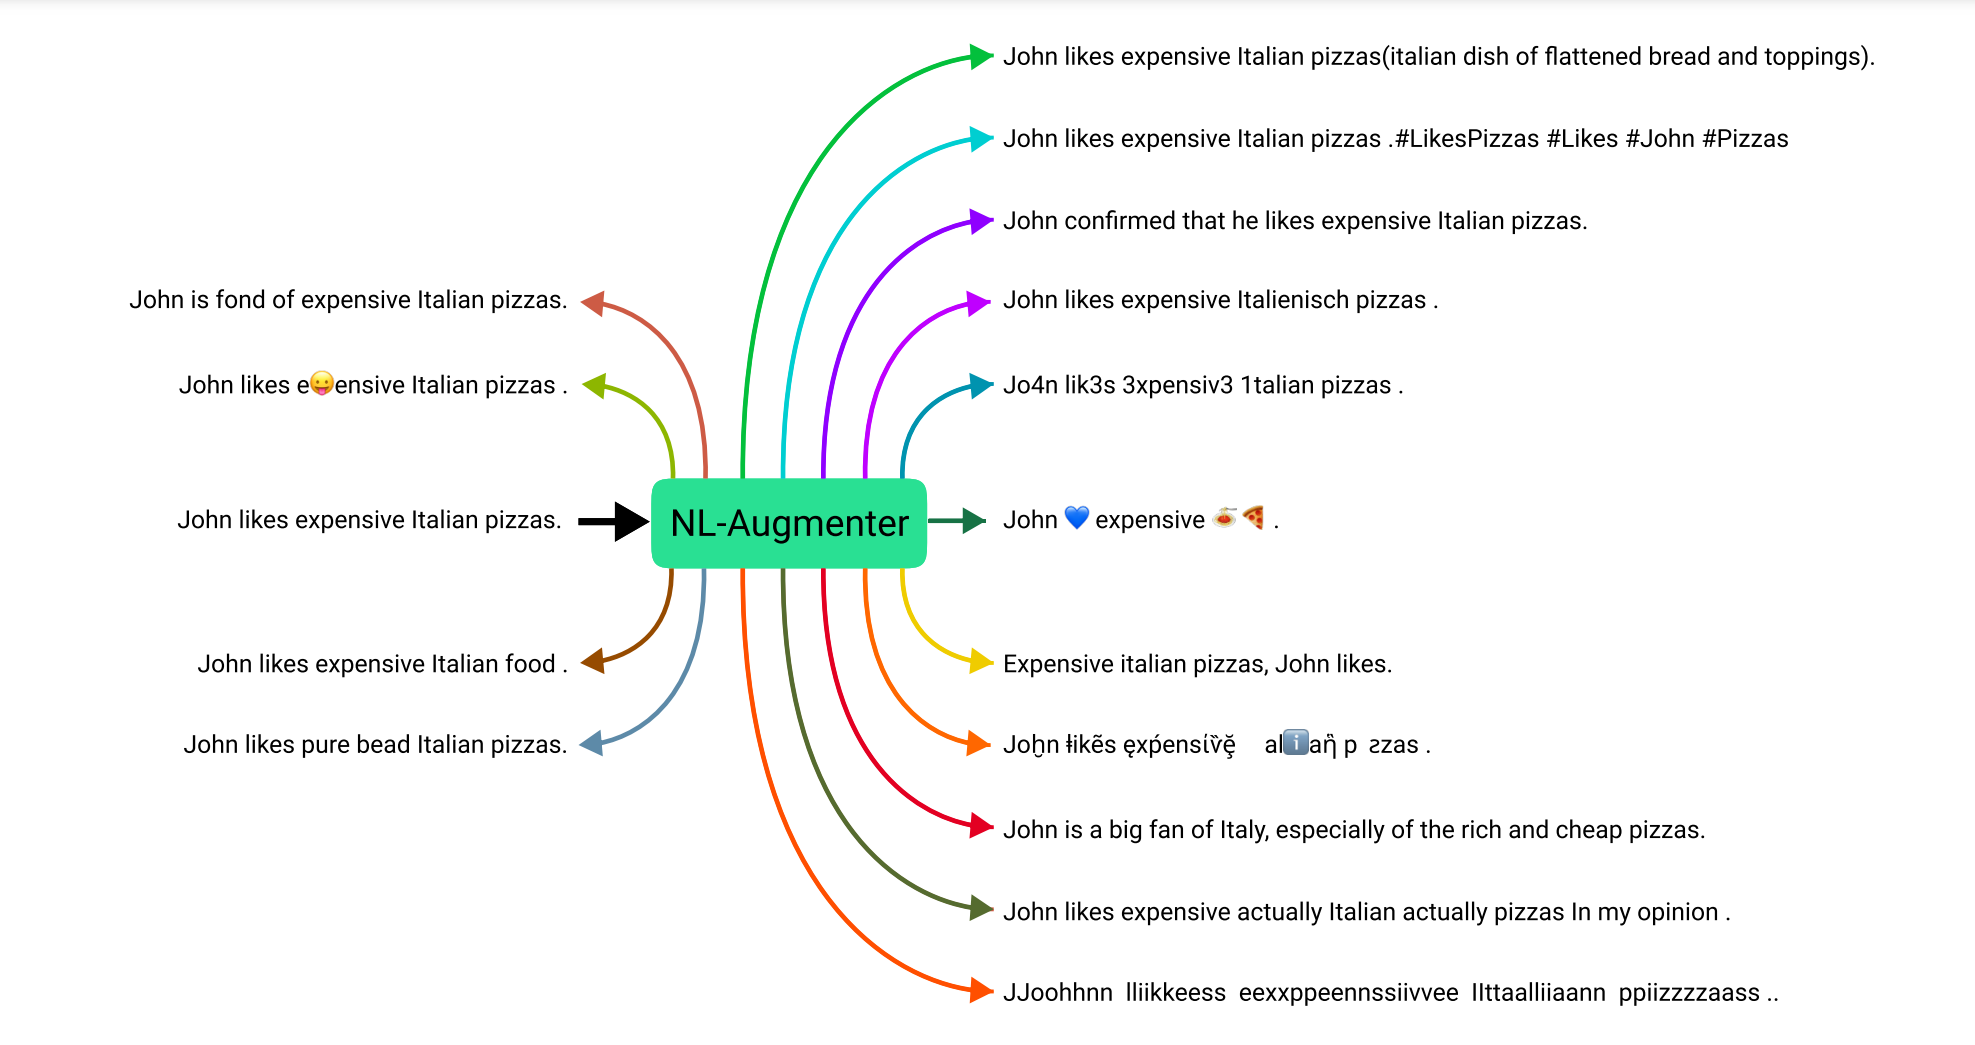 John likes expensive Italian pizzas(italian dish of flattened bread and toppings).
John likes expensive Italian pizzas .#LikesPizzas #Likes #John #Pizzas
John confirmed that he likes expensive Italian pizzas.
John is fond of expensive Italian pizzas.
John likes expensive Italienisch pizzas .
John likes e😛ensive Italian pizzas .
Jo4n lik3s 3xpensiv3 1talian pizzas .
John likes expensive Italian pizzas.
NL-Augmenter
John 💙 expensive 🍝🍕 .
John likes expensive Italian food .
Expensive italian pizzas, John likes.
John likes pure bead Italian pizzas.
Joḫn łikẽs ęxṕensἰv̏ḝ al ℹ️aἣ p ƨzas .
John is a big fan of Italy, especially of the rich and cheap pizzas.
John likes expensive actually Italian actually pizzas In my opinion .
JJoohhnn lliikkeess eexxppeennssiivvee IIttaalliiaann ppiizzzzaass ..